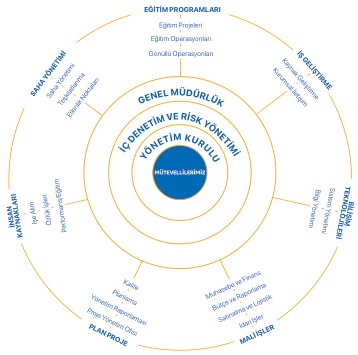 EĞİTİM PROGRAMLARI
Eğitim Projeleri
Eğitim Operasyonları
Gönüllü Operasyonları
İŞ GELİŞTİRME
Kaynak Geliştirme
Kurumsal İletişim
BİLİŞİM
TEKNOLOJİLERİ
Sistem Yönetimi
Bilgi Yönetimi
MALİ İŞLER
Muhasebe ve Finans
Bütçe ve Raporlama
Satınalma ve Lojistik
İdari İşler
PLAN PROJE
Kalite
Planlama
Yönetim Raporlaması
Proje Yönetim Ofisi
İNSAN
KAYNAKLARI
İşe Alım
Özlük İşleri
Performans/Eğitim
SAHA YÖNETİMİ
Saha Yönetimi
Teşkilatlanma
Etkinlik Noktaları
GENEL MÜDÜRLÜK
İÇ DENETİM VE RİSK YÖNETİMİ
YÖNETİM KURULU
MÜTEVELLİLERİMİZ